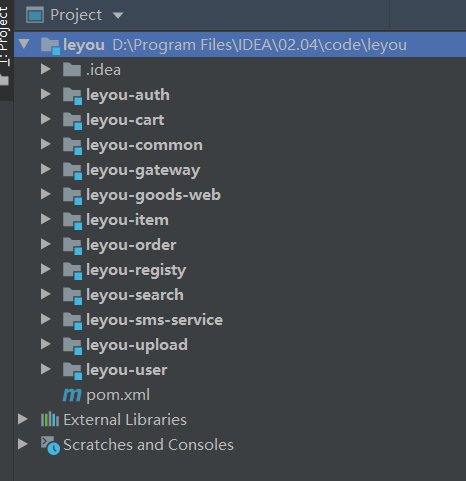 Project
1: Project
leyou D:\Program Files\IDEA\02.04\code\leyou
.idea
leyou-auth
leyou-cart
leyou-common
leyou-gateway
leyou-goods-web
leyou-item
leyou-order
leyou-registy
leyou-search
leyou-sms-service
leyou-upload
leyou-user
pom.xml
External Libraries
Scratches and Consoles